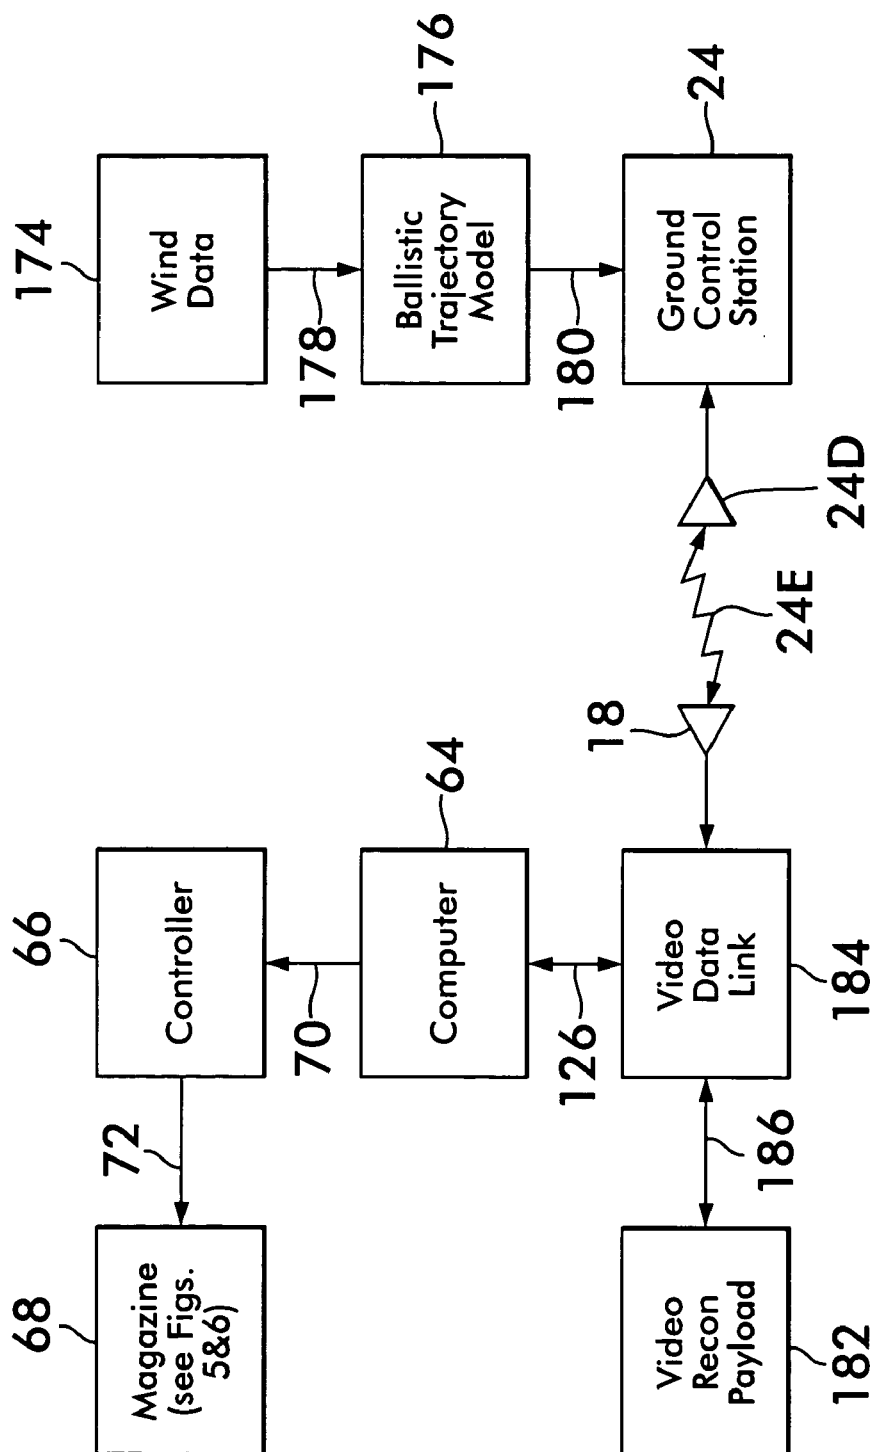 68
66
174
Magazine
(see Figs.
5&6)
72
Controller
Wind
Data
70
178
64
176
Computer
Ballistic
Trajectory
Model
126
18
180
Video
Recon
Payload
Video
Data
Link
Ground
Control
Station
24
186
24E
24D
182
184